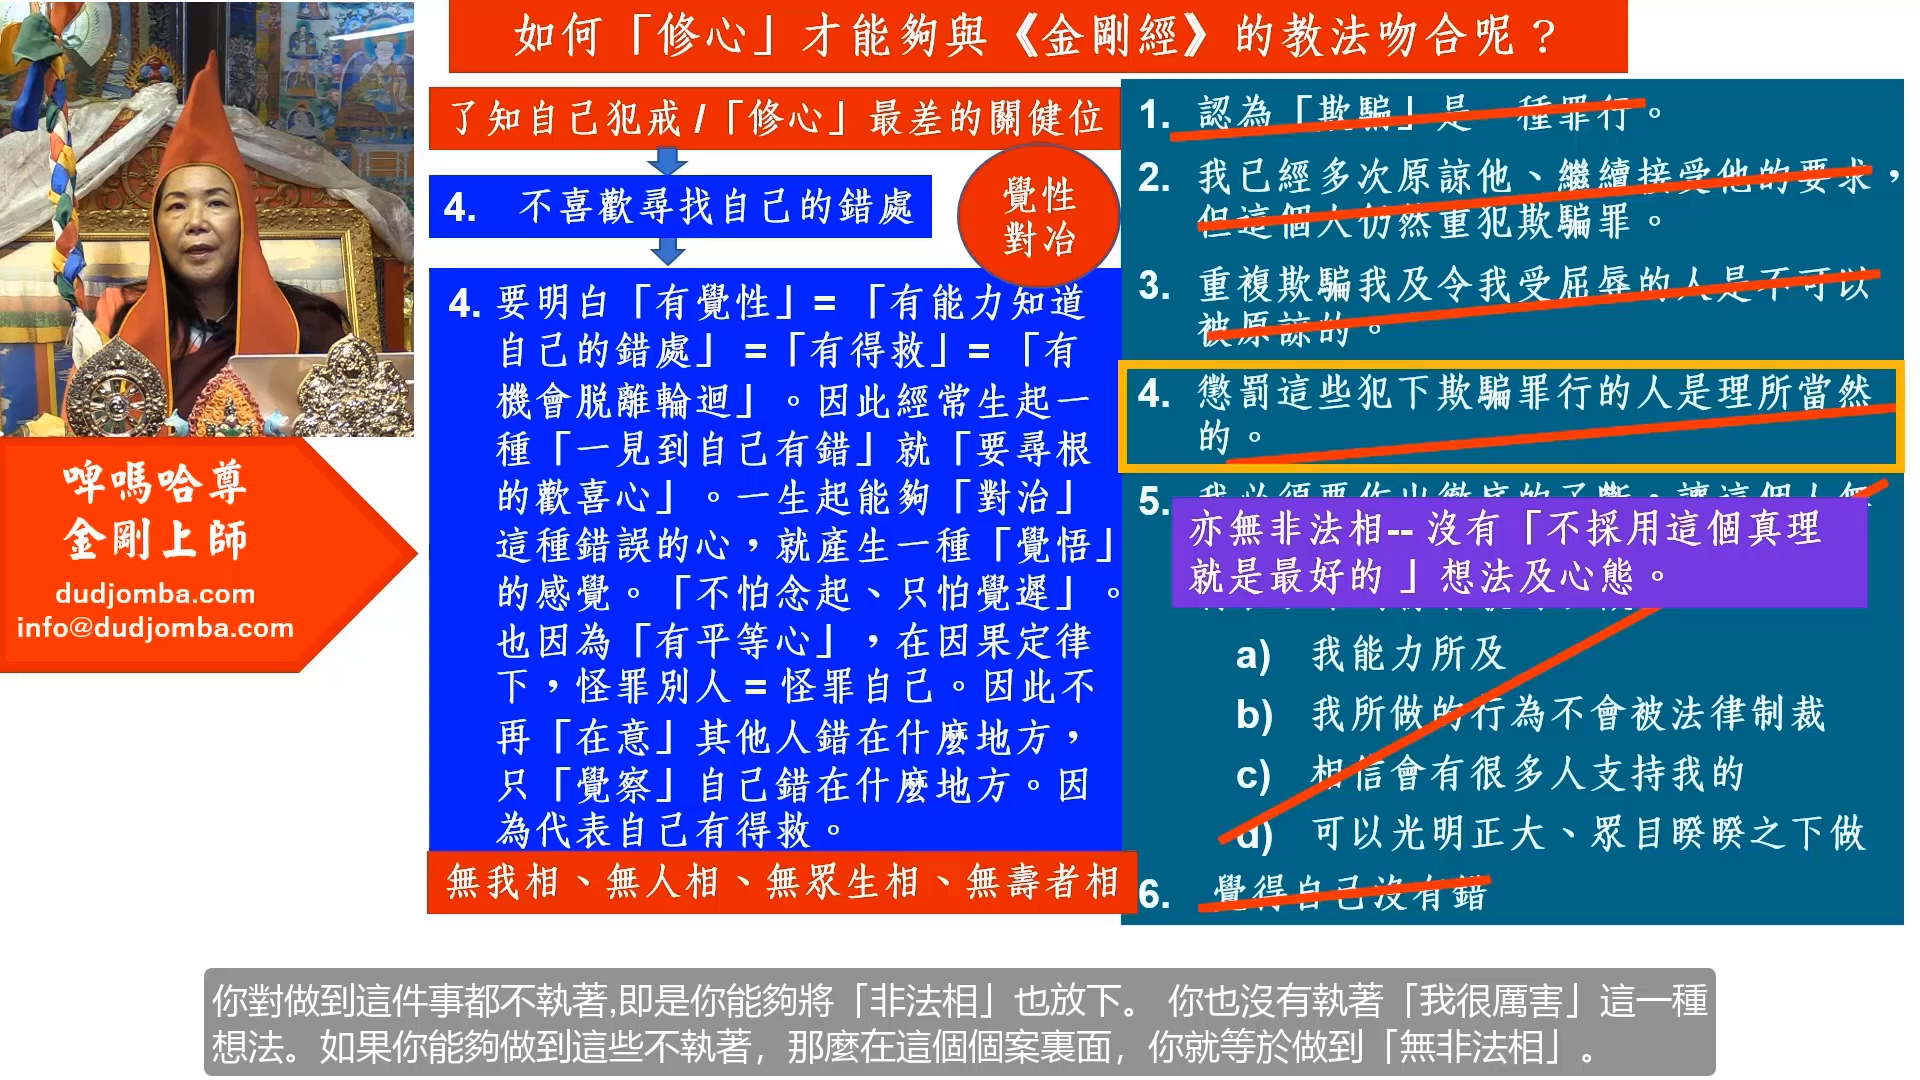 如何「修心」才能夠與《金剛經》的教法吻合呢？
了知自己犯戒 /「修心」最差的關健位
4. 不喜歡尋找自己的錯處
覺性
對冶
4. 要明白「有覺性」= 「有能力知道
自己的錯處」 =「有得救」= 「有
機會脫離輪迴」。因此經常生起一
種「一見到自己有錯」就「要尋根
的歡喜心」。一生起能夠「對治」
這種錯誤的心，就產生一種「覺悟」
的感覺。「不怕念起、只怕覺遲」。
也因為「有平等心」，在因果定律
下，怪罪別人 = 怪罪自己。因此不
再「在意」其他人錯在什麼地方，
只「覺察」自己錯在什麼地方。因
為代表自己有得救。
無我相、無人相、無眾生相、無壽者相
1. 認為「欺騙」是一種罪行。
2. 我已經多次原諒他、繼續接受他的要求，
但這個人仍然重犯欺騙罪。
3. 重複欺騙我及令我受屈辱的人是不可以
被原諒的。
4. 懲罰這些犯下欺騙罪行的人是理所當然
的。
5.
亦無非法相-- 沒有「不採用這個真理
就是最好的 」想法及心態。
a) 我能力所及
b) 我所做的行為不會被法律制裁
c) 相信會有很多人支持我的
d) 可以光明正大、眾目睽睽之下做
6. 覺得自己沒有錯
啤嗎哈尊
金剛上師
dudjomba.com
info@dudjomba.com
你對做到這件事都不執著,即是你能夠將「非法相」也放下。 你也沒有執著「我很厲害」這一種
想法。如果你能夠做到這些不執著，那麼在這個個案裏面，你就等於做到「無非法相」。